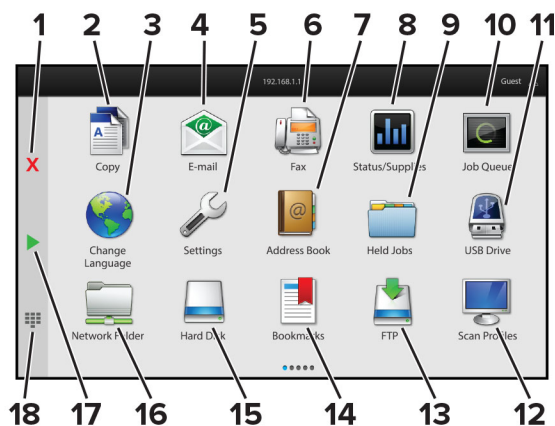 1 2 3 4 5 6 7 8 9 10 11
192.168.1.1
Guest
X
A
@
Copy E-mail Fax Status/Supplies Job Queue
@
Change Language Settings Address Book Held Jobs USB Drive
Network Folder Hard Disk Bookmarks FTP Scan Profiles
18 17 16 15 14 13 12